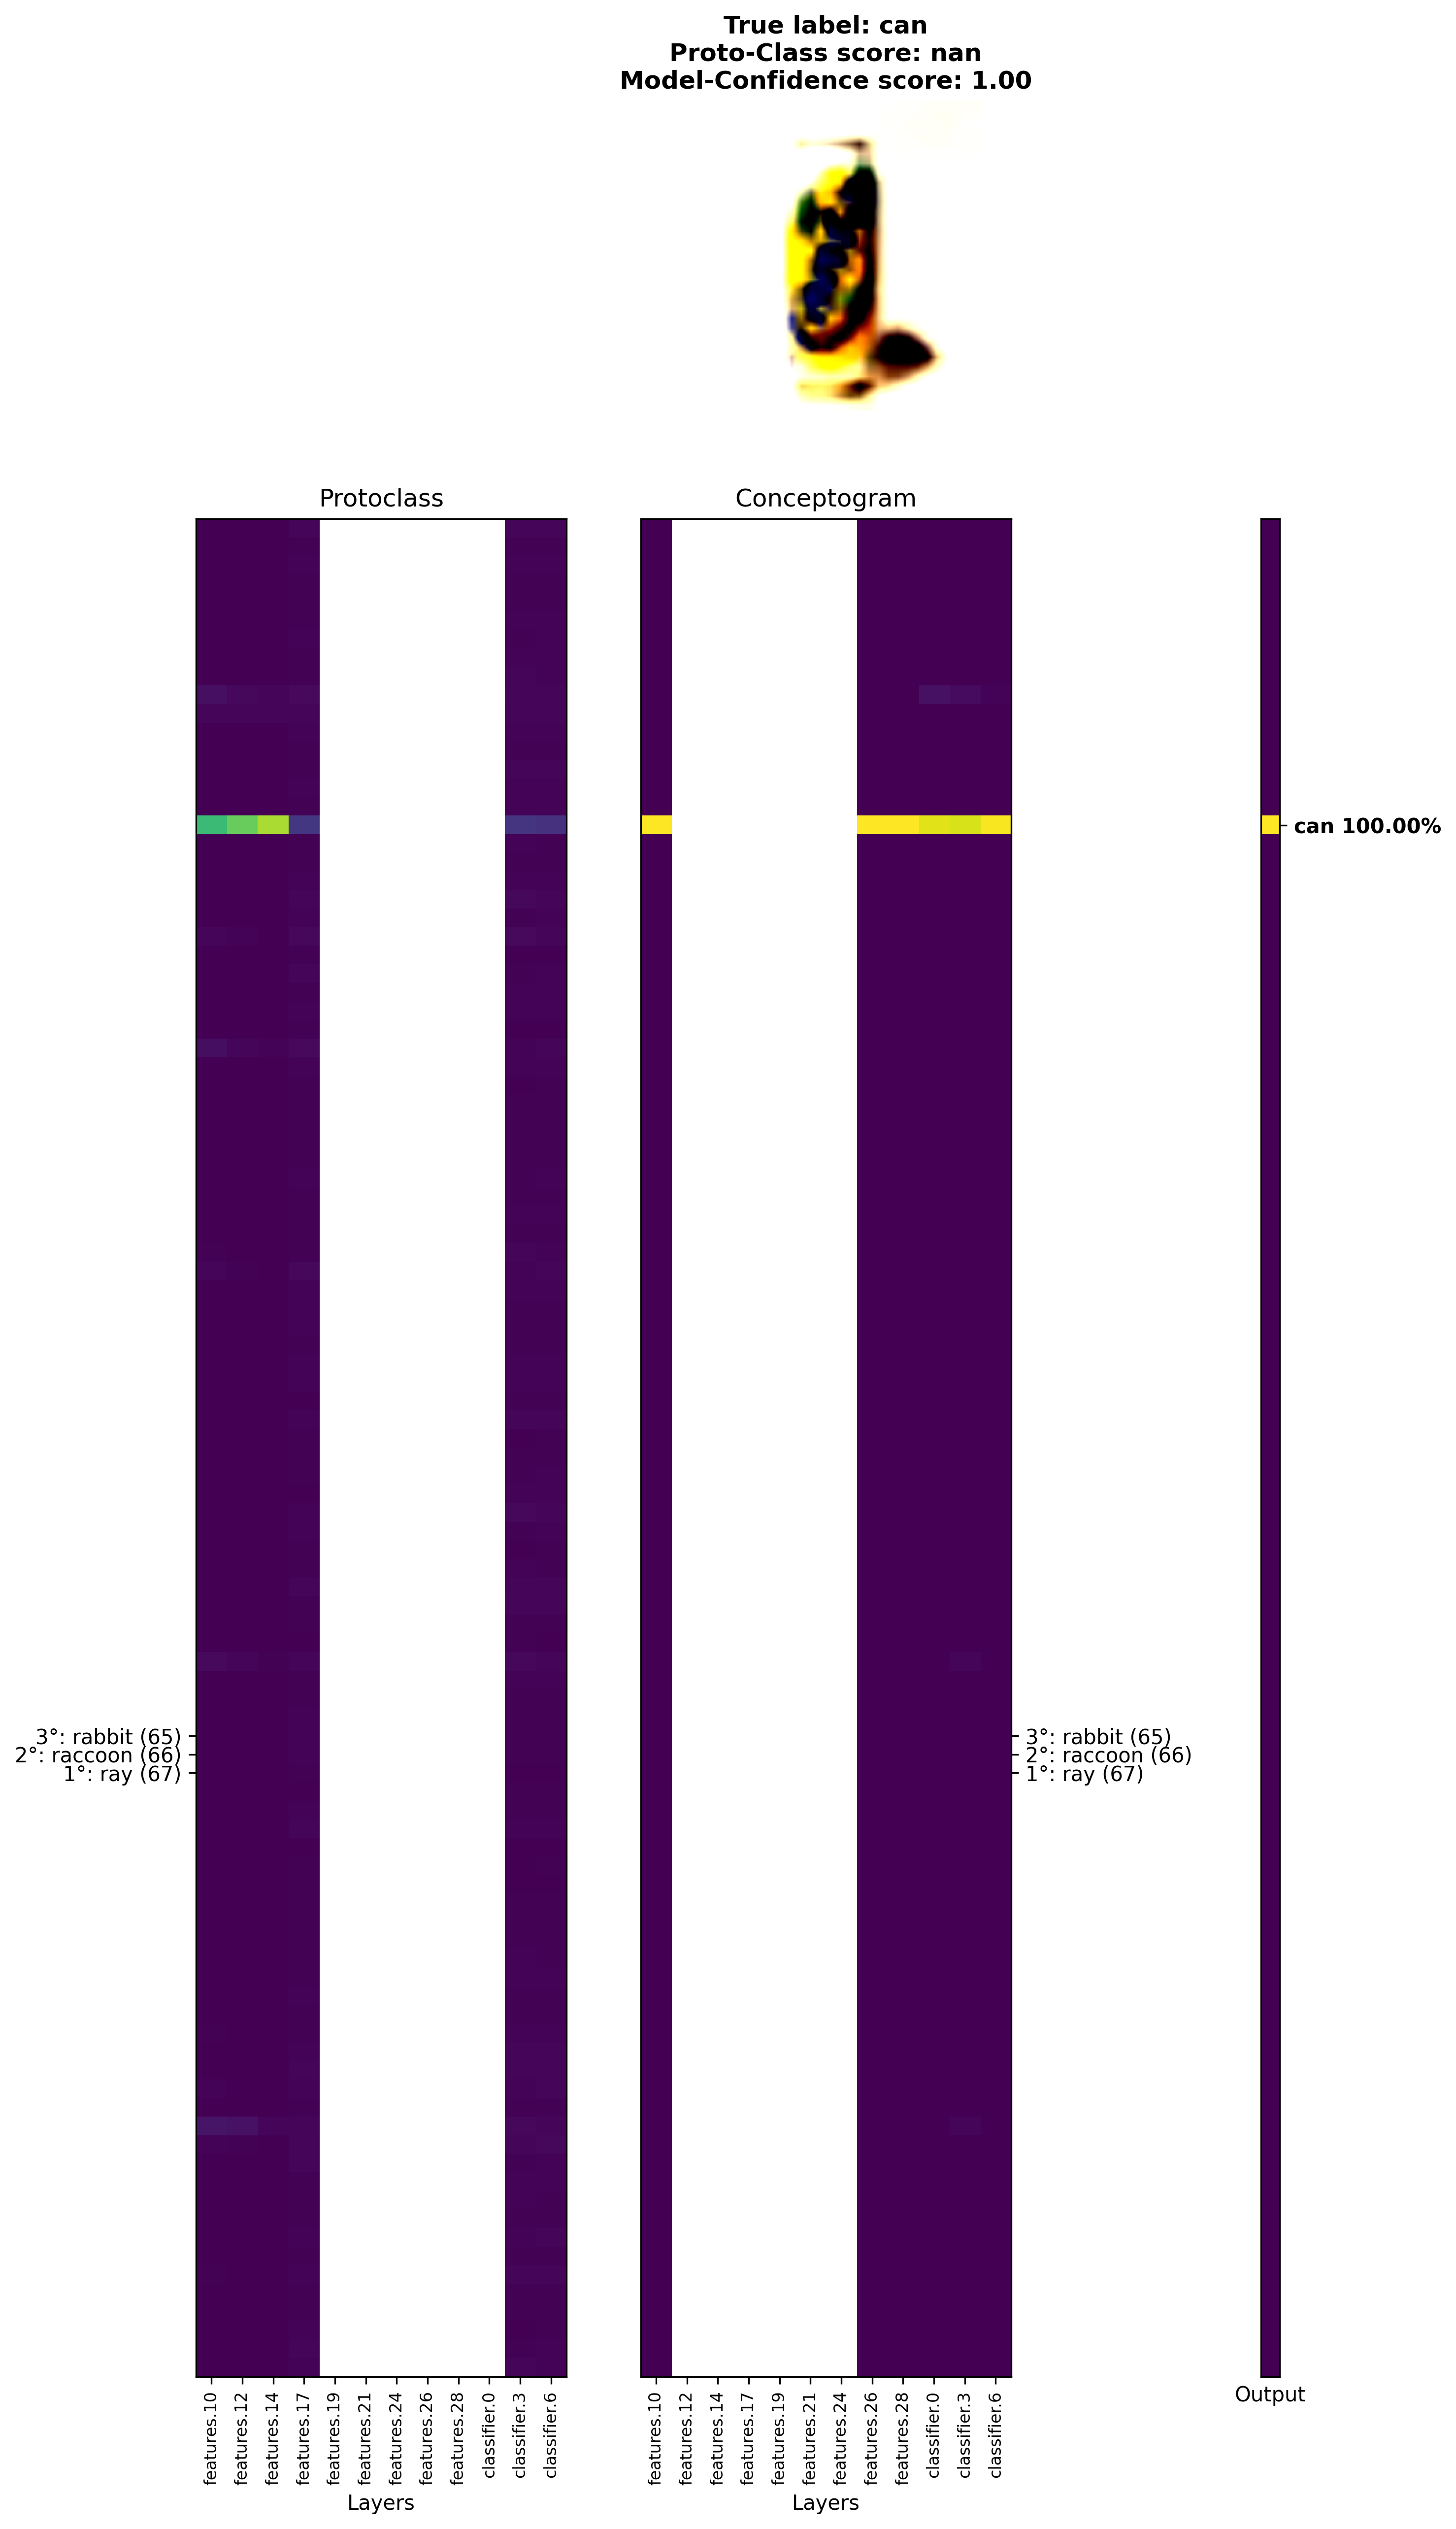 True label: can
Proto-Class score: nan
Model-Confidence score: 1.00
Protoclass
Conceptogram
can 100.00%
3°: rabbit (65)
2°: raccoon (66)
1°: ray (67)
3°: rabbit (65)
2°: raccoon (66)
1°: ray (67)
features.10
features.12
features.14
features.17
features.19
features.21
features.24
features.26
features.28
classifier.0
classifier.3
classifier.6
Layers
features.10
features.12
features.14
features.17
features.19
features.21
features.24
features.26
features.28
classifier.0
classifier.3
classifier.6
Layers
Output